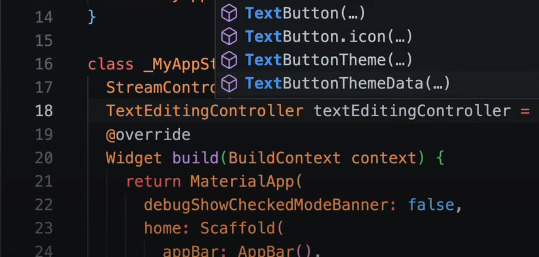 TextButton(…)
TextButton.icon(…)
TextButtonTheme(…)
TextButtonThemeData(…)
14 }
15
16
17 class _MyAppSt
StreamContro
18 TextEditingController textEditingController =
19 @override
20 Widget build(BuildContext context) {
21 return MaterialApp(
22 debugShowCheckedModeBanner: false,
23 home: Scaffold(
24 appBar: AppBar(),